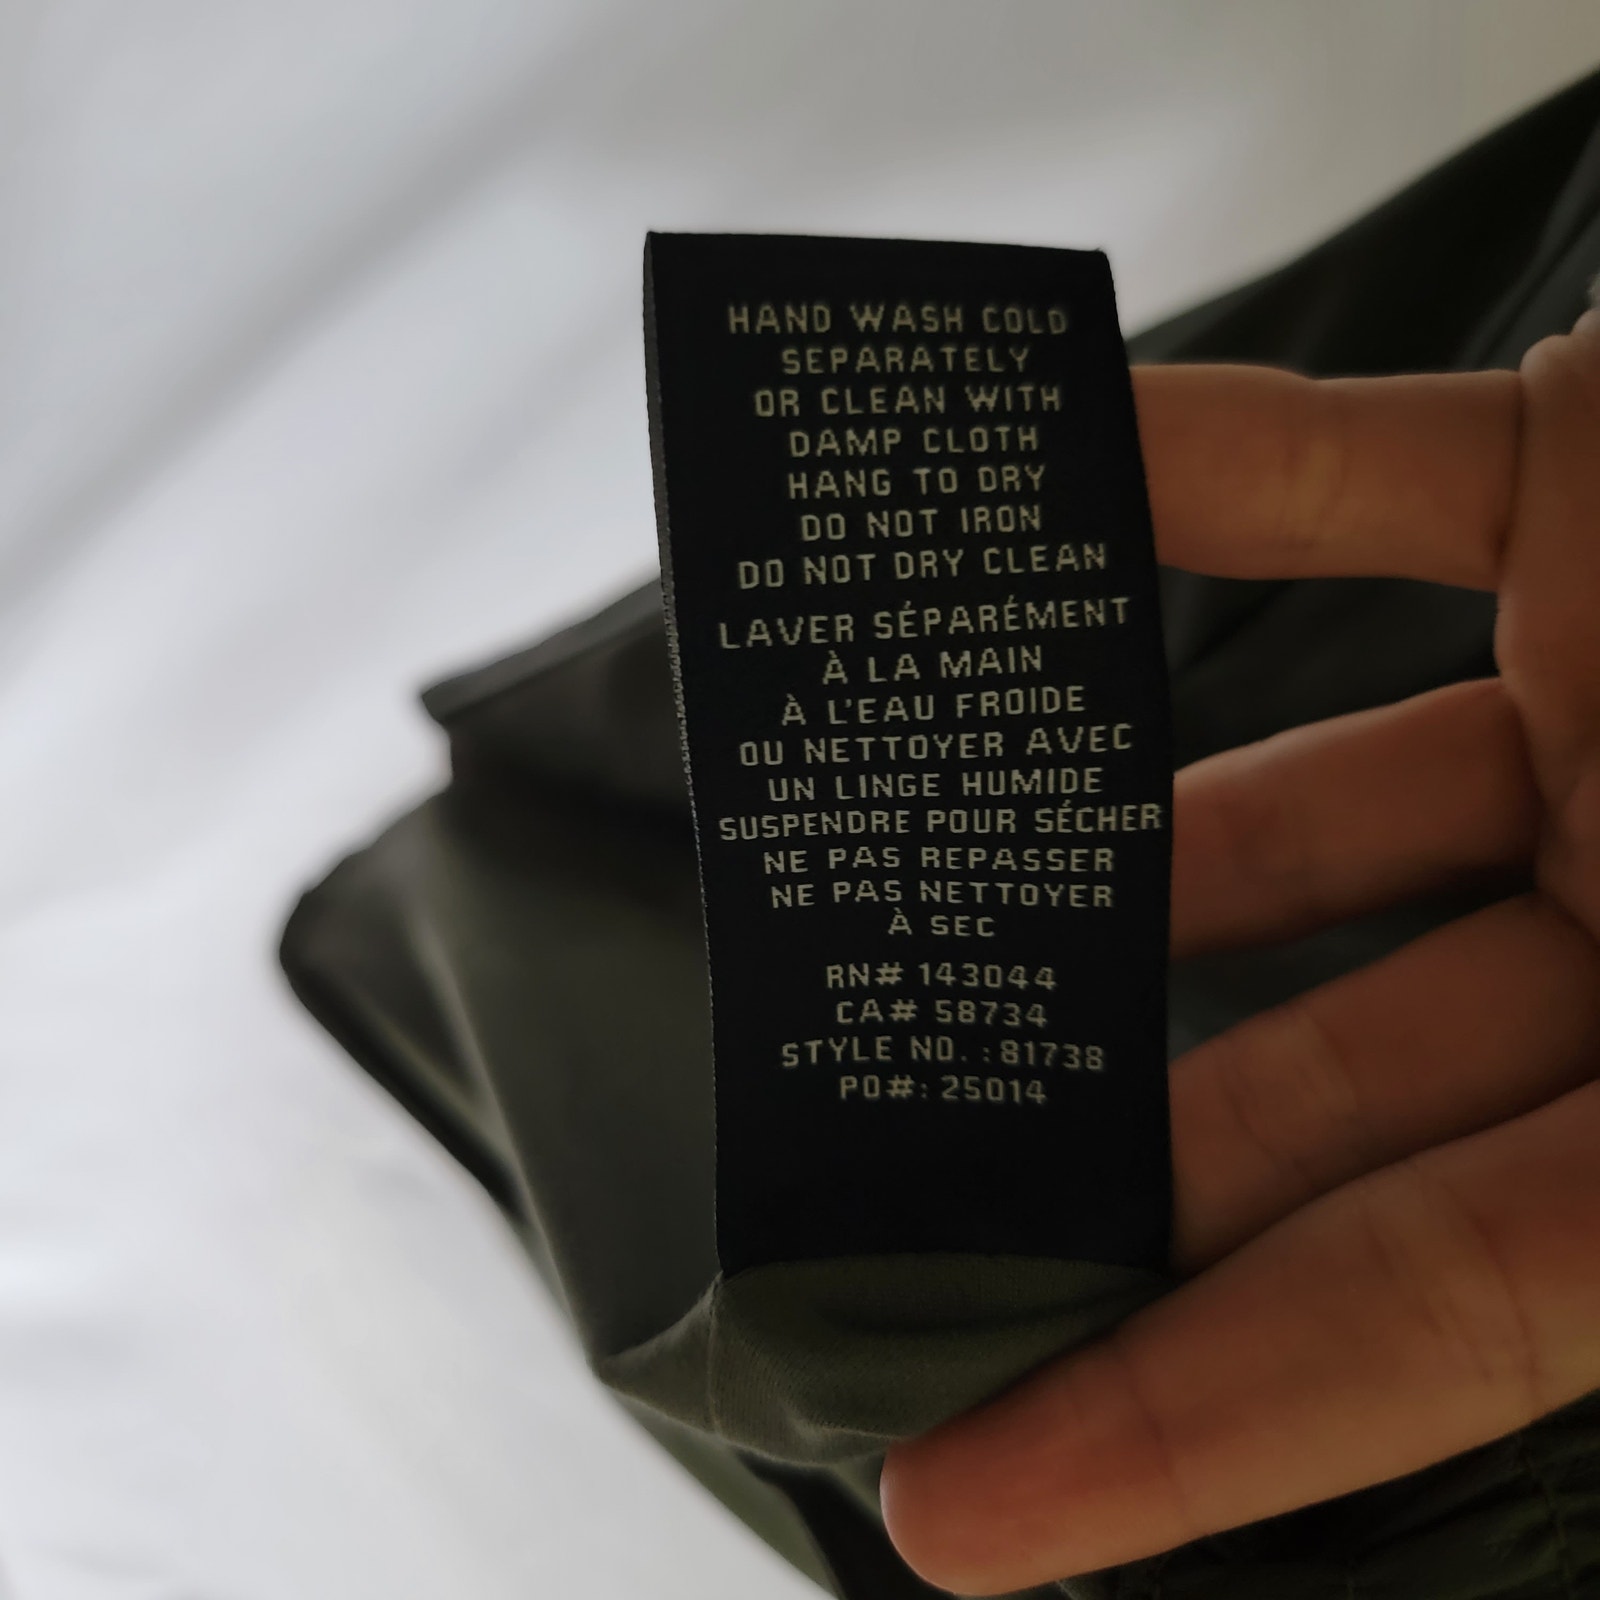 HAND WASH COLD
SEPARATELY
OR CLEAN WITH
DAMP CLOTH
HANG TO DRY
DO NOT IRON
DO NOT DRY CLEAN
LAVER SÉPARÉMENT
À LA MAIN
À L'EAU FROIDE
OU NETTOYER AVEC
UN LINGE HUMIDE
SUSPENDRE POUR SÉCHER
NE PAS REPASSER
NE PAS NETTOYER
À SEC
RN# 143044
CA# 58734
STYLE NO. : 81738
PO#: 25014